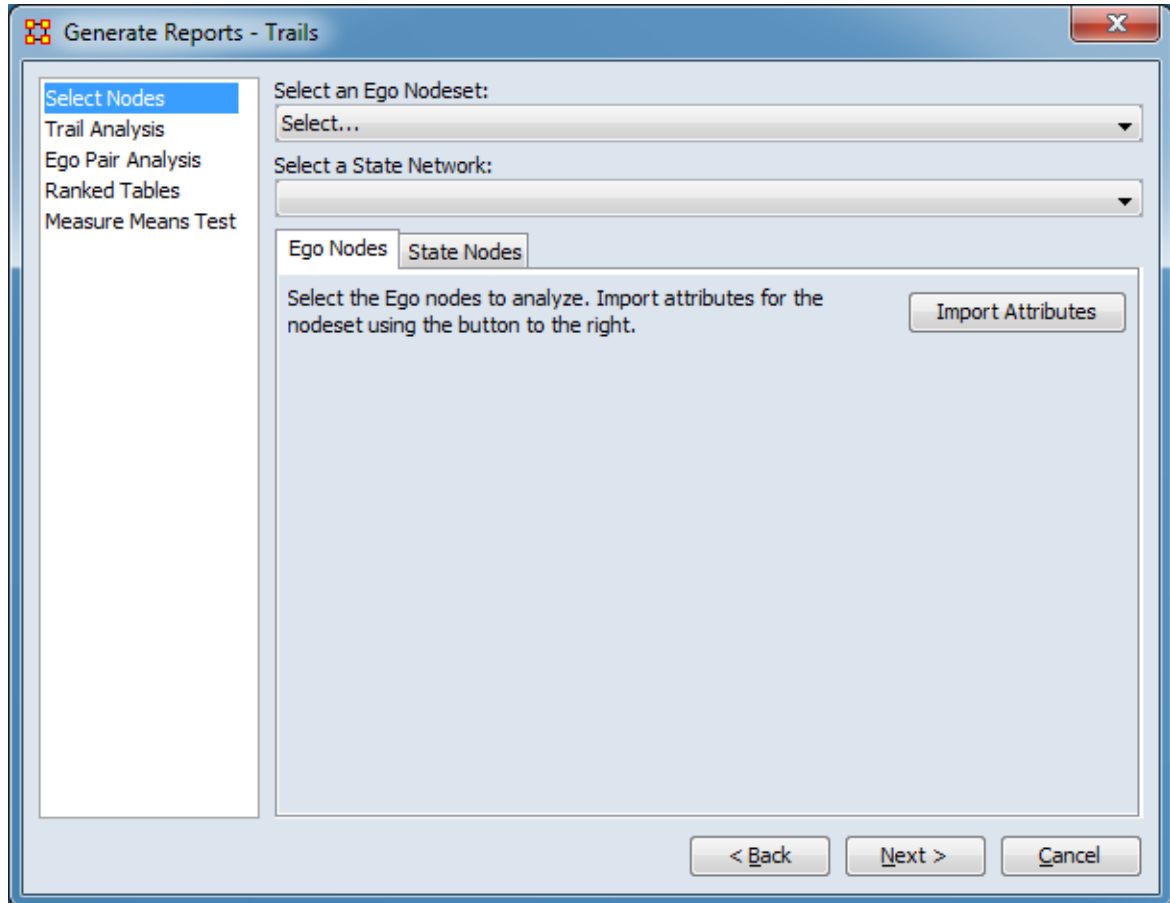 Generate Reports - Trails
X
Select Nodes
Trail Analysis
Ego Pair Analysis
Ranked Tables
Measure Means Test
Select an Ego Nodeset:
Select...
Select a State Network:
Ego Nodes State Nodes
Select the Ego nodes to analyze. Import attributes for the
nodeset using the button to the right.
Import Attributes
< Back Next > Cancel